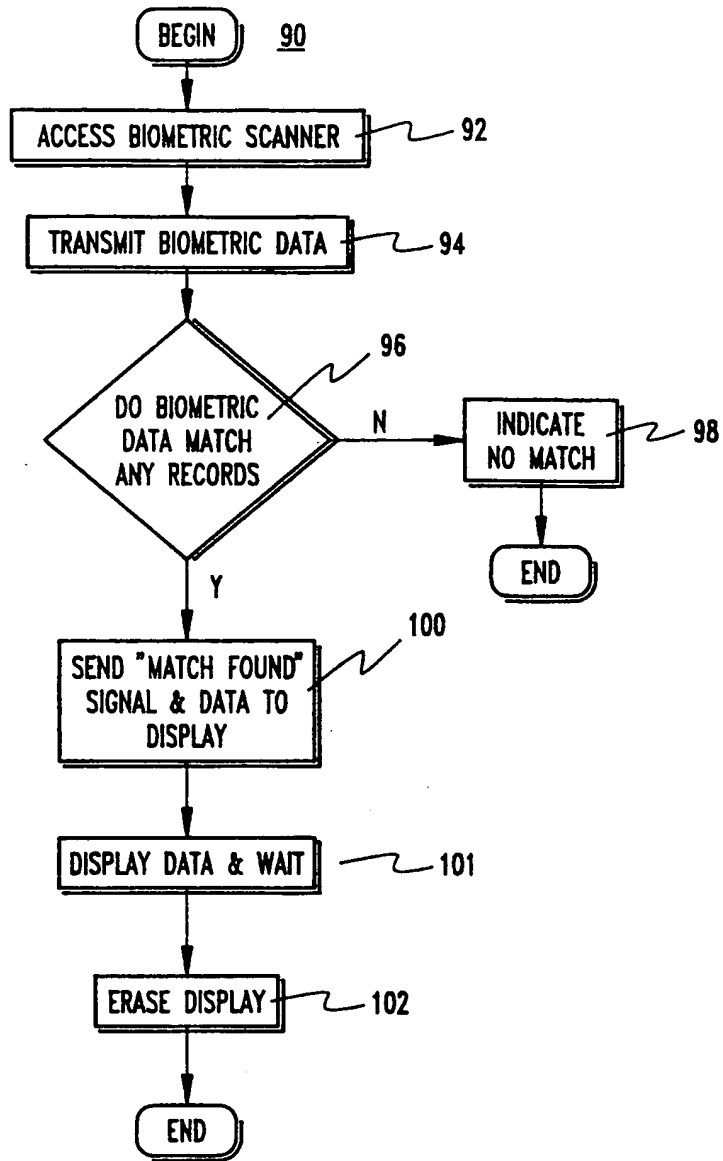 BEGIN
90
ACCESS BIOMETRIC SCANNER
92
TRANSMIT BIOMETRIC DATA
94
96
DO BIOMETRIC
DATA MATCH
ANY RECORDS
N
INDICATE
NO MATCH
98
END
Y
100
SEND "MATCH FOUND"
SIGNAL & DATA TO
DISPLAY
DISPLAY DATA & WAIT
101
ERASE DISPLAY
102
END